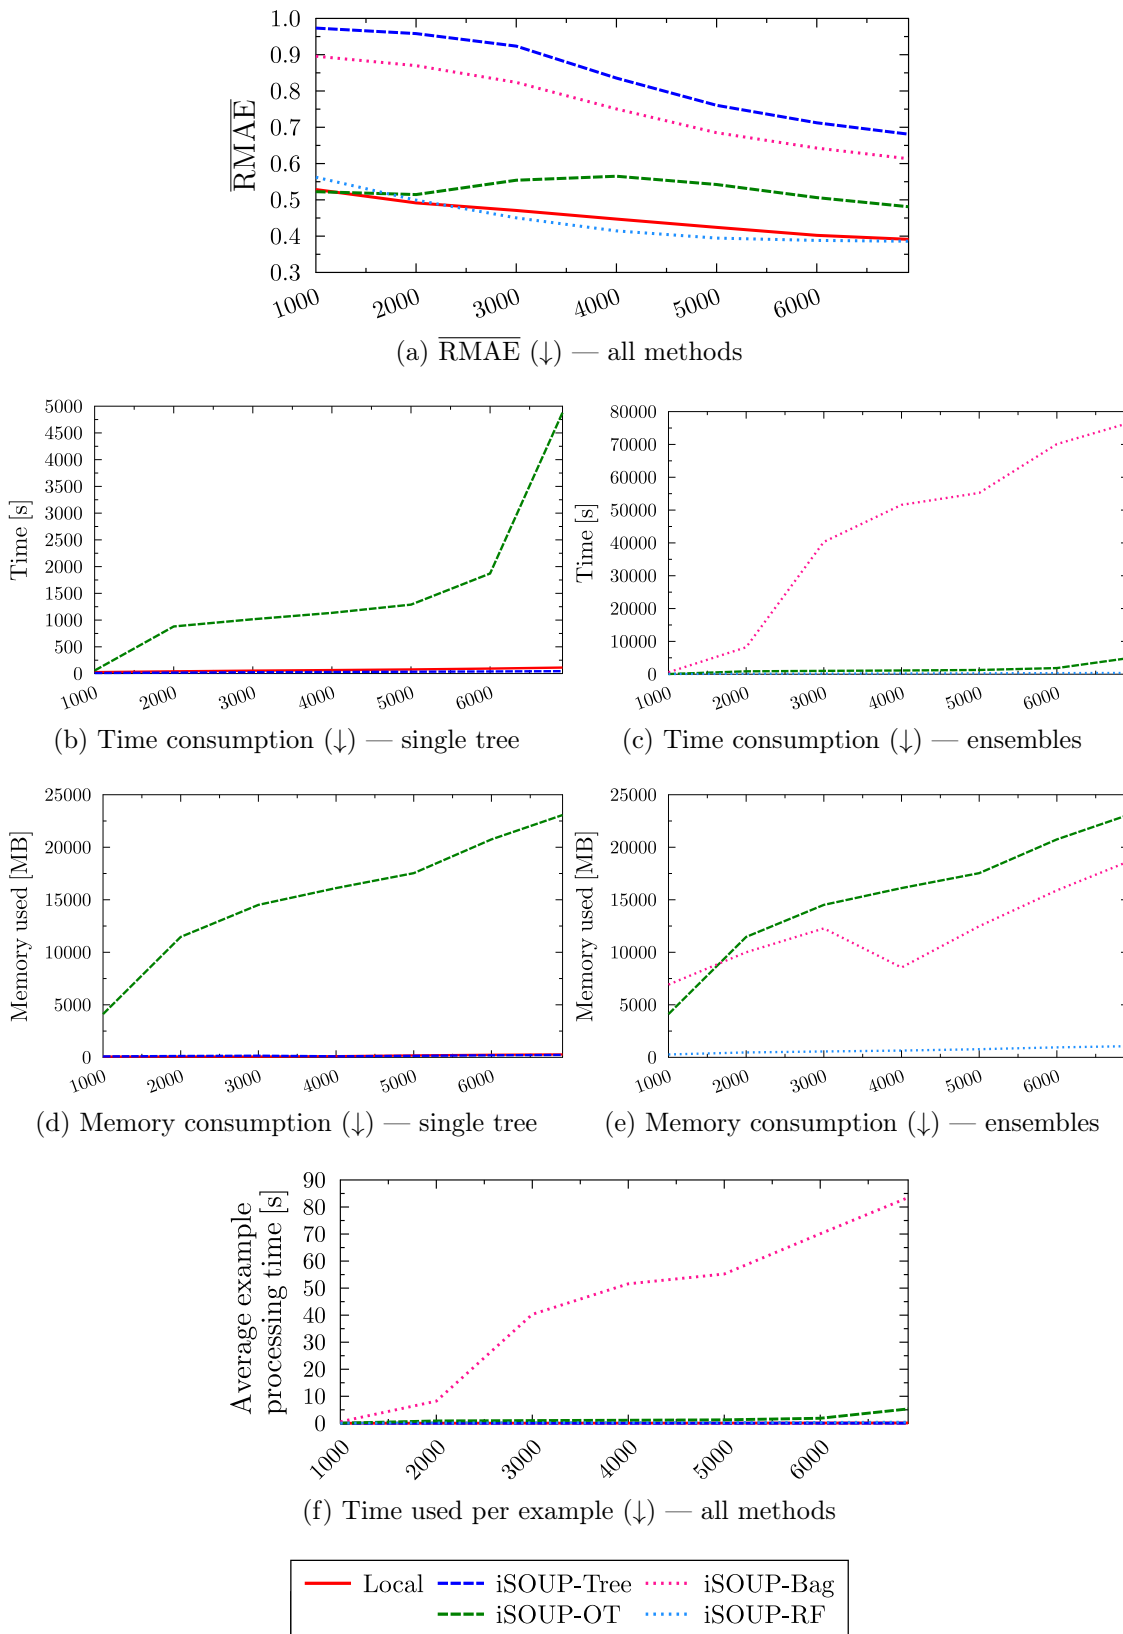 1.0
0.9
0.8
0.7
0.6
0.5
0.4
0.3
RMAE
1000 2000 3000 4000 5000 6000
(a) RMAE (↓) — all methods
5000
4500
4000
3500
3000
2500
2000
1500
1000
500
0
Time [s]
1000 2000 3000 4000 5000 6000
(b) Time consumption (↓) — single tree
80000
70000
60000
50000
40000
30000
20000
10000
0
Time [s]
1000 2000 3000 4000 5000 6000
(c) Time consumption (↓) — ensembles
25000
20000
15000
10000
5000
0
Memory used [MB]
1000 2000 3000 4000 5000 6000
(d) Memory consumption (↓) — single tree
25000
20000
15000
10000
5000
0
Memory used [MB]
1000 2000 3000 4000 5000 6000
(e) Memory consumption (↓) — ensembles
90
80
70
60
50
40
30
20
10
0
Average example
processing time [s]
1000 2000 3000 4000 5000 6000
(f) Time used per example (↓) — all methods
Local iSOUP-Tree iSOUP-Bag
iSOUP-OT iSOUP-RF